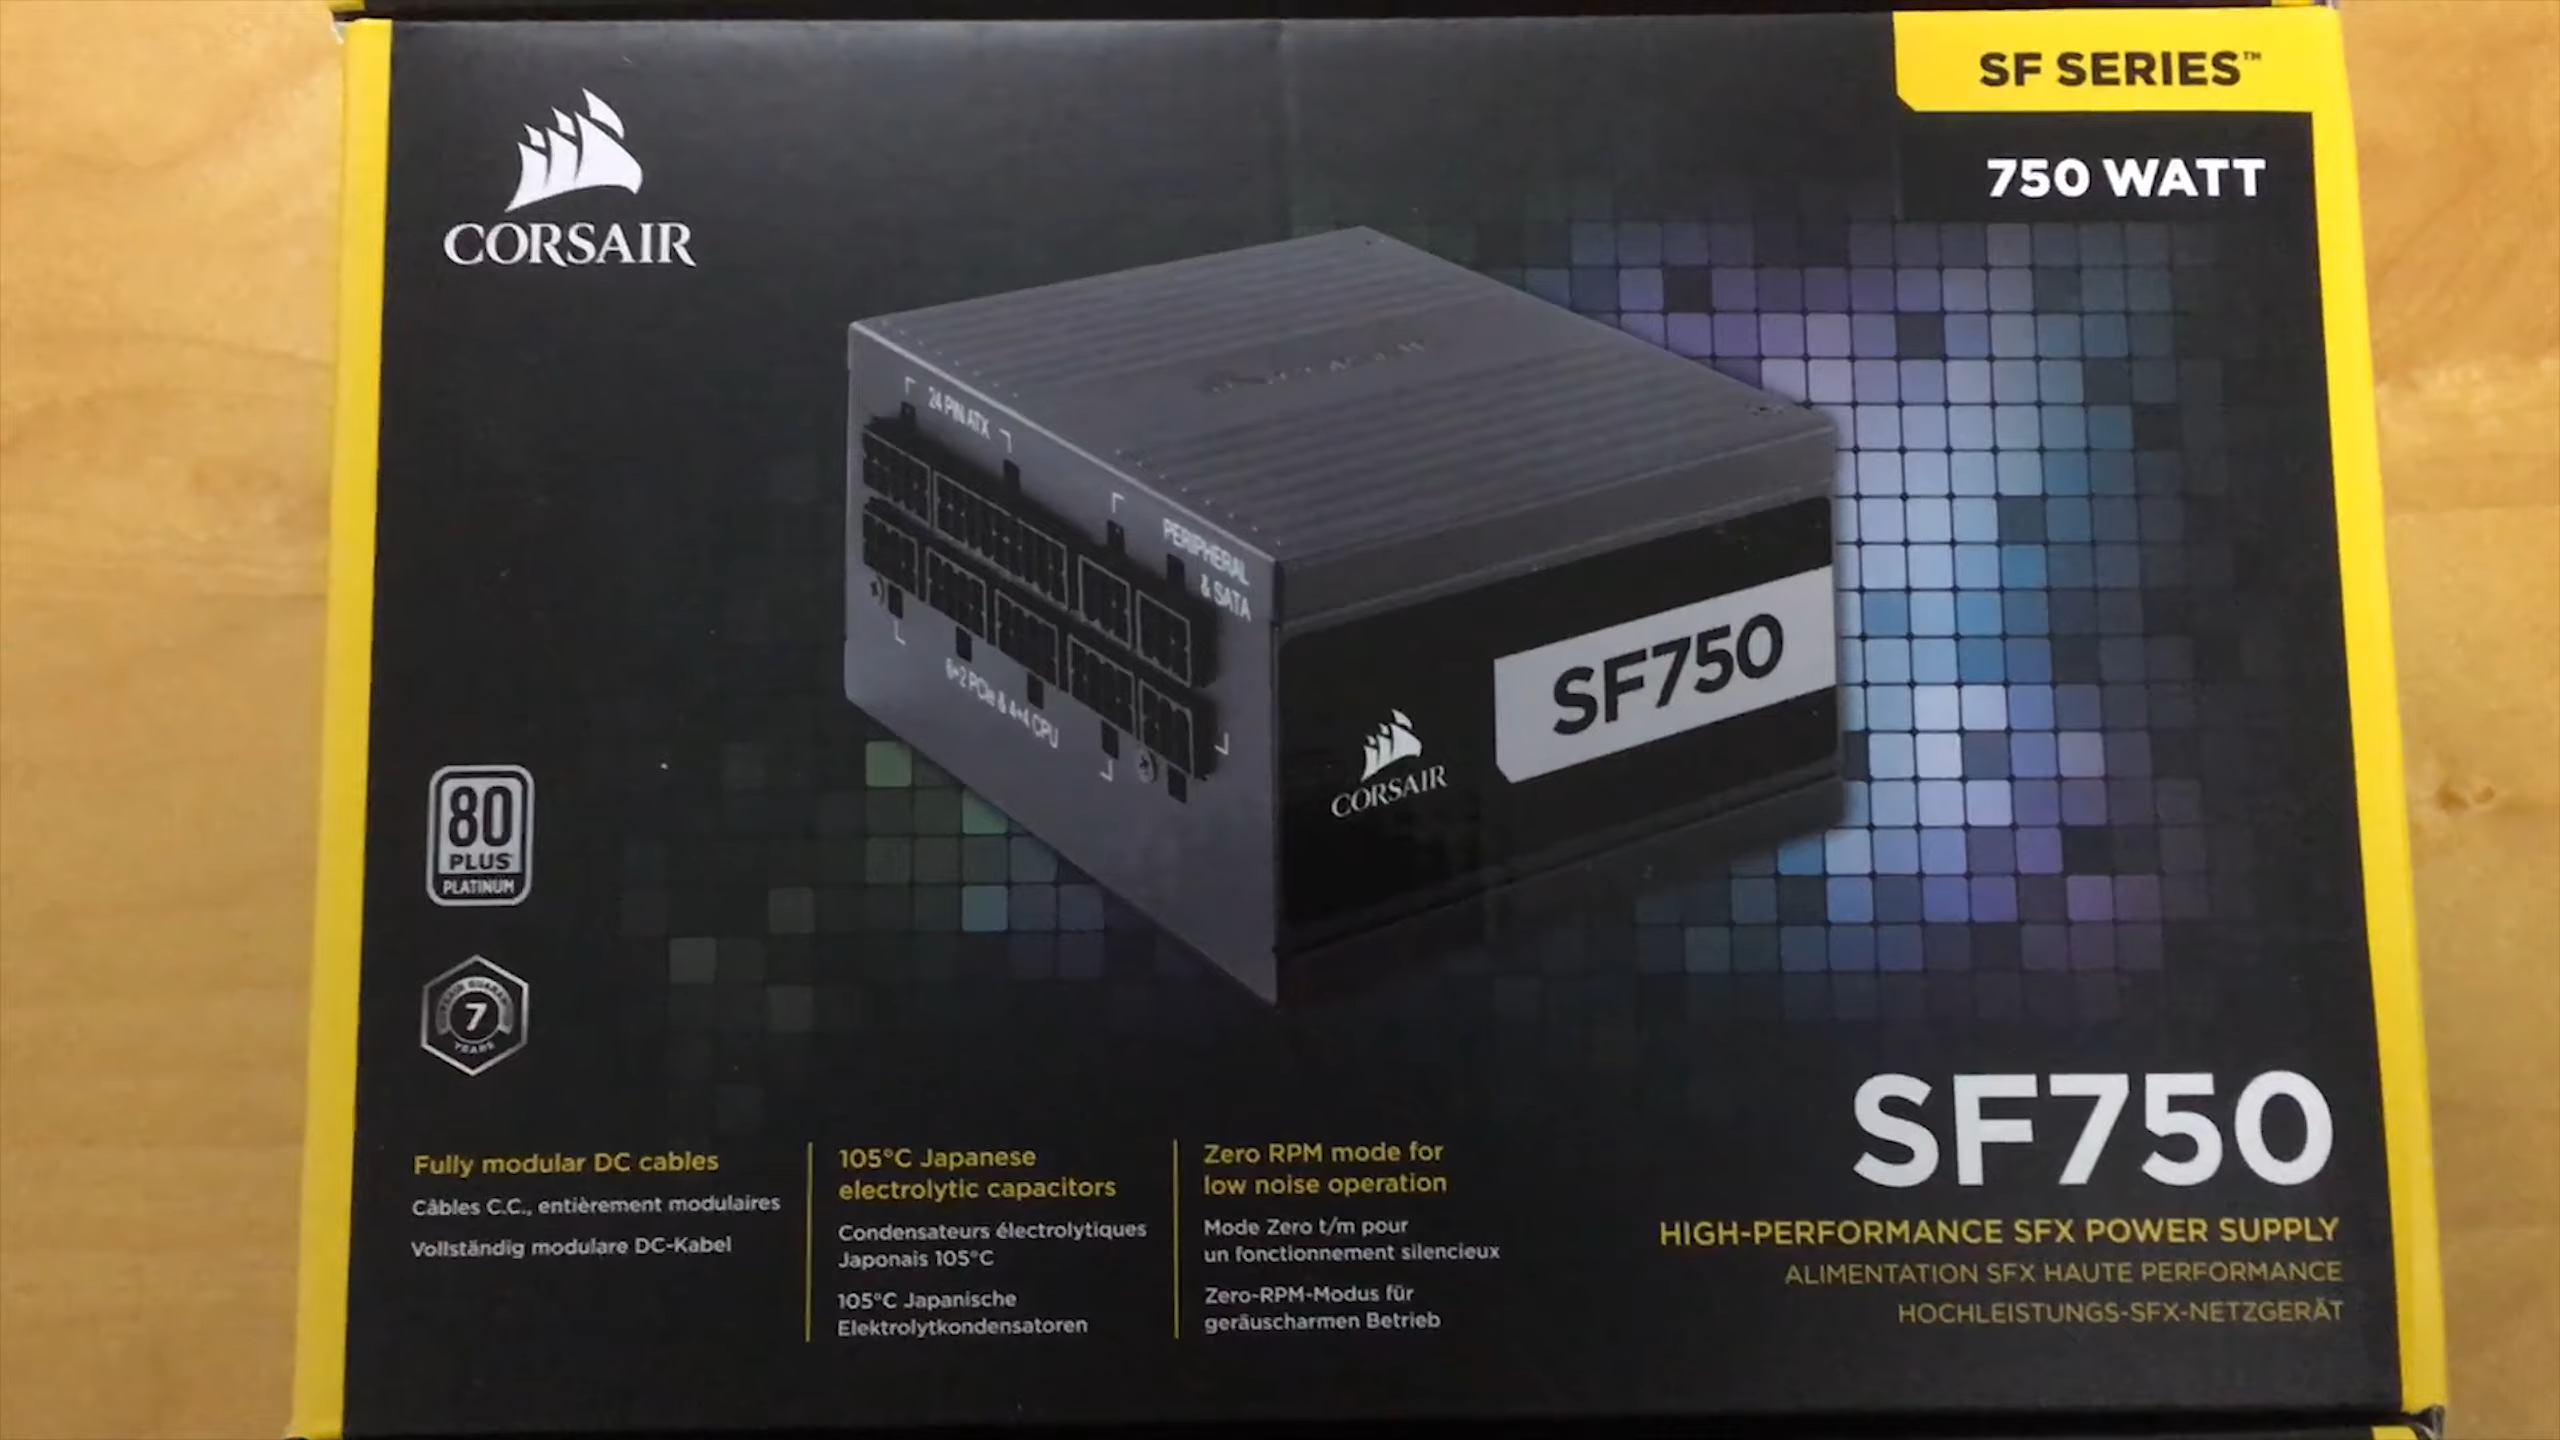 SF SERIES™
750 WATT
CORSAIR
24 PIN ATX
PERIPHERAL
& SATA
6+2 PCIe & 4+4 CPU
SF750
CORSAIR
80
PLUS
PLATINUM
7
YEARS
SF750
HIGH-PERFORMANCE SFX POWER SUPPLY
ALIMENTATION SFX HAUTE PERFORMANCE
HOCHLEISTUNGS-SFX-NETZGERÄT
Fully modular DC cables
Câbles C.C., entièrement modulaires
Vollständig modulare DC-Kabel
105°C Japanese
electrolytic capacitors
Condensateurs électrolytiques
Japonais 105°C
105°C Japanische
Elektrolytkondensatoren
Zero RPM mode for
low noise operation
Mode Zero t/m pour
un fonctionnement silencieux
Zero-RPM-Modus für
geräuscharmen Betrieb